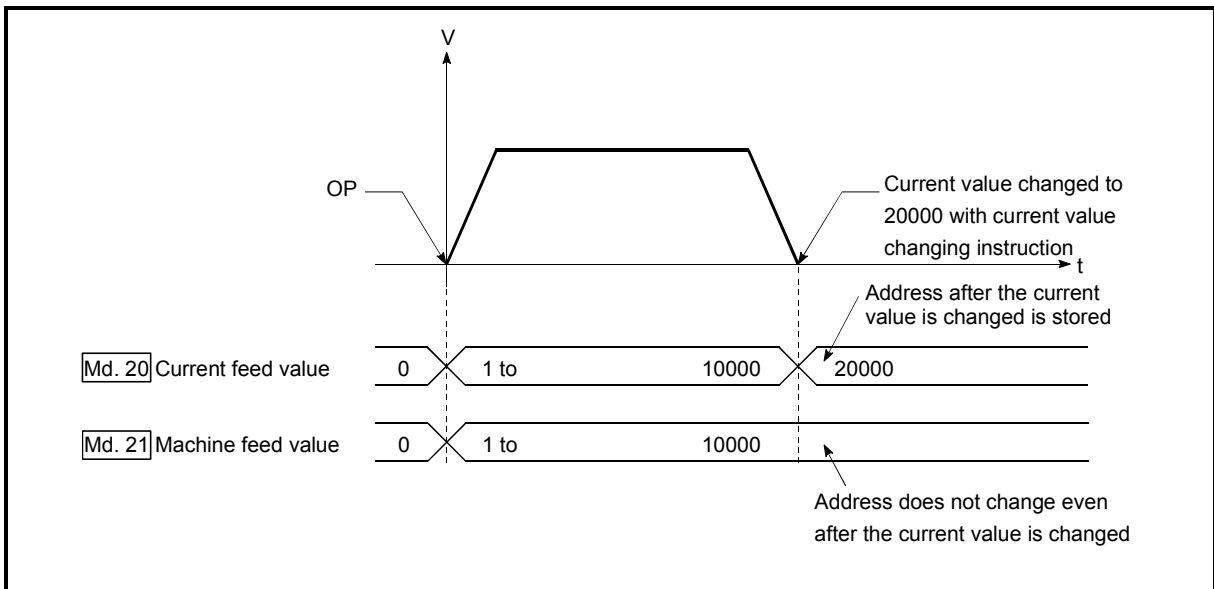 V
OP
Current value changed to
20000 with current value
changing instruction
t
Address after the current
value is changed is stored
Md. 20 Current feed value 0 1 to 10000 20000
Md. 21 Machine feed value 0 1 to 10000
Address does not change even
after the current value is changed